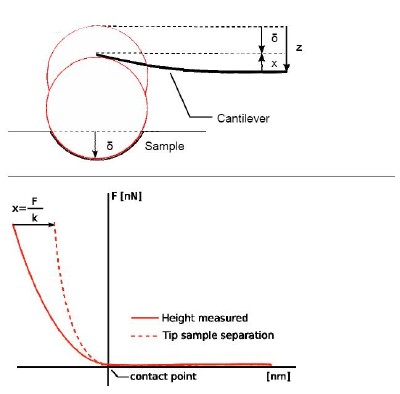 δ
z
x
Cantilever
δ
Sample
F [nN]
x=F/k
Height measured
Tip sample separation
contact point
[nm]